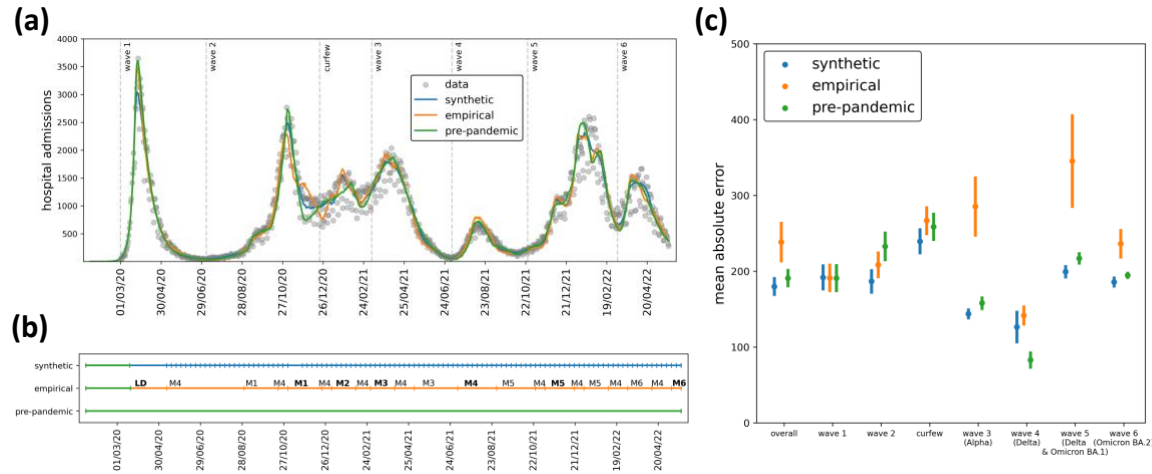 (a)
4000
3500
3000
2500
2000
1500
1000
500
hospital admissions
wave 1
wave 2
curfew
wave 3
wave 4
wave 5
wave 6
data
synthetic
empirical
pre-pandemic
01/03/20
30/04/20
29/06/20
28/08/20
27/10/20
26/12/20
24/02/21
25/04/21
24/06/21
23/08/21
22/10/21
21/12/21
19/02/22
20/04/22
(b)
synthetic
empirical
pre-pandemic
LD M4 M1 M4 M1 M4 M2 M4 M3 M4 M3 M4 M5 M4 M5 M4 M5 M4 M6 M4 M6
01/03/20
30/04/20
29/06/20
28/08/20
27/10/20
26/12/20
24/02/21
25/04/21
24/06/21
23/08/21
22/10/21
21/12/21
19/02/22
20/04/22
(c)
500
400
300
200
100
0
mean absolute error
synthetic
empirical
pre-pandemic
overall
wave 1
wave 2
curfew
wave 3
(Alpha)
wave 4
(Delta)
wave 5
(Delta
& Omicron BA.1)
wave 6
(Omicron BA.2)